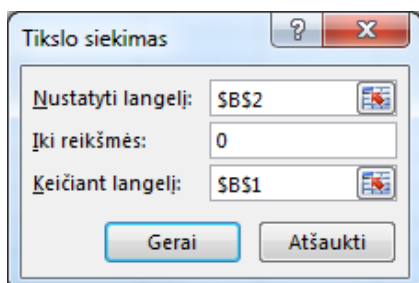 Tikslo siekimas ? X
Nustatyti langelį: $B$2
Iki reikšmės: 0
Keičiant langelį: $B$1
Gerai Atšaukti